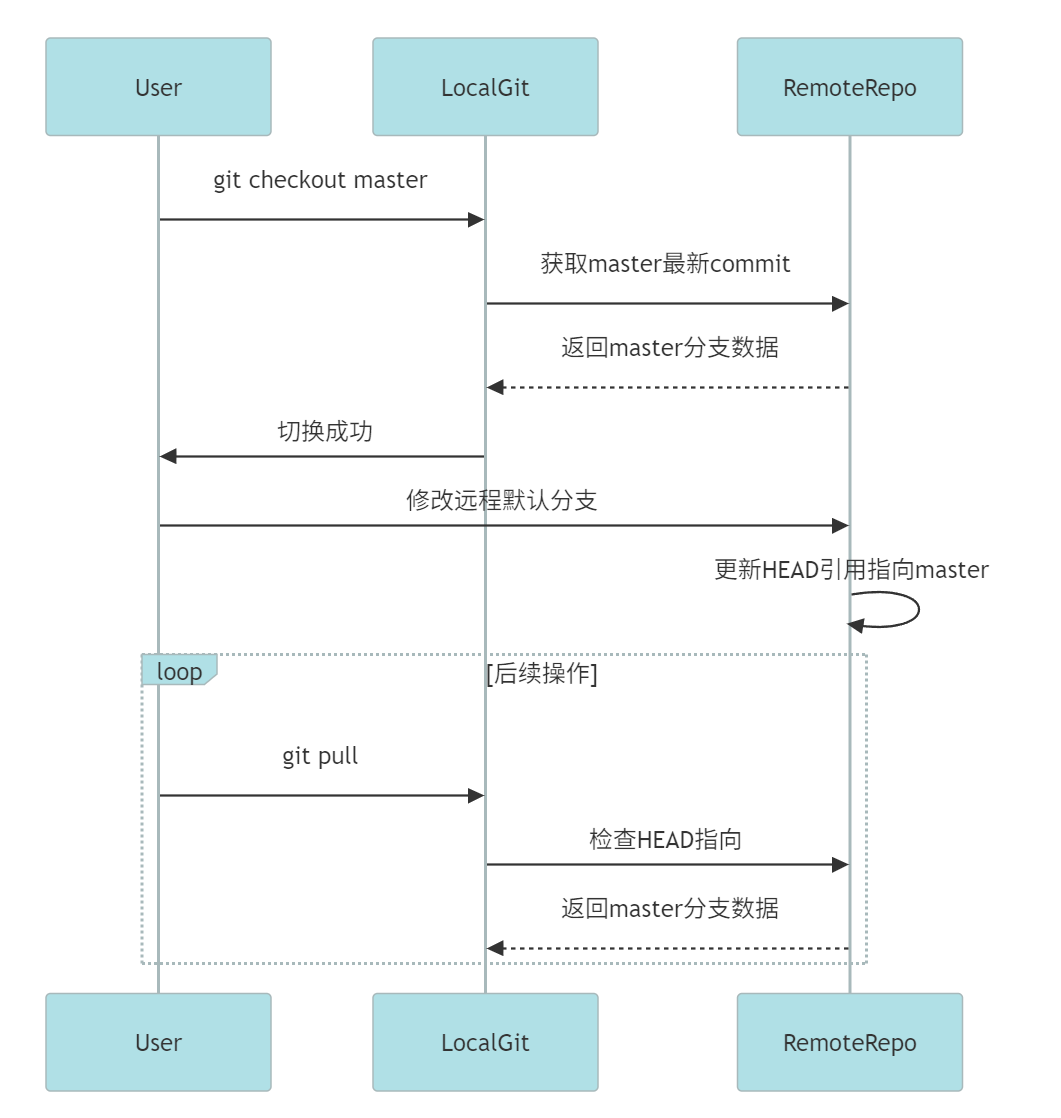 User
LocalGit
RemoteRepo
git checkout master
获取master最新commit
返回master分支数据
切换成功
修改远程默认分支
更新HEAD引用指向master
loop
[后续操作]
git pull
检查HEAD指向
返回master分支数据
User
LocalGit
RemoteRepo